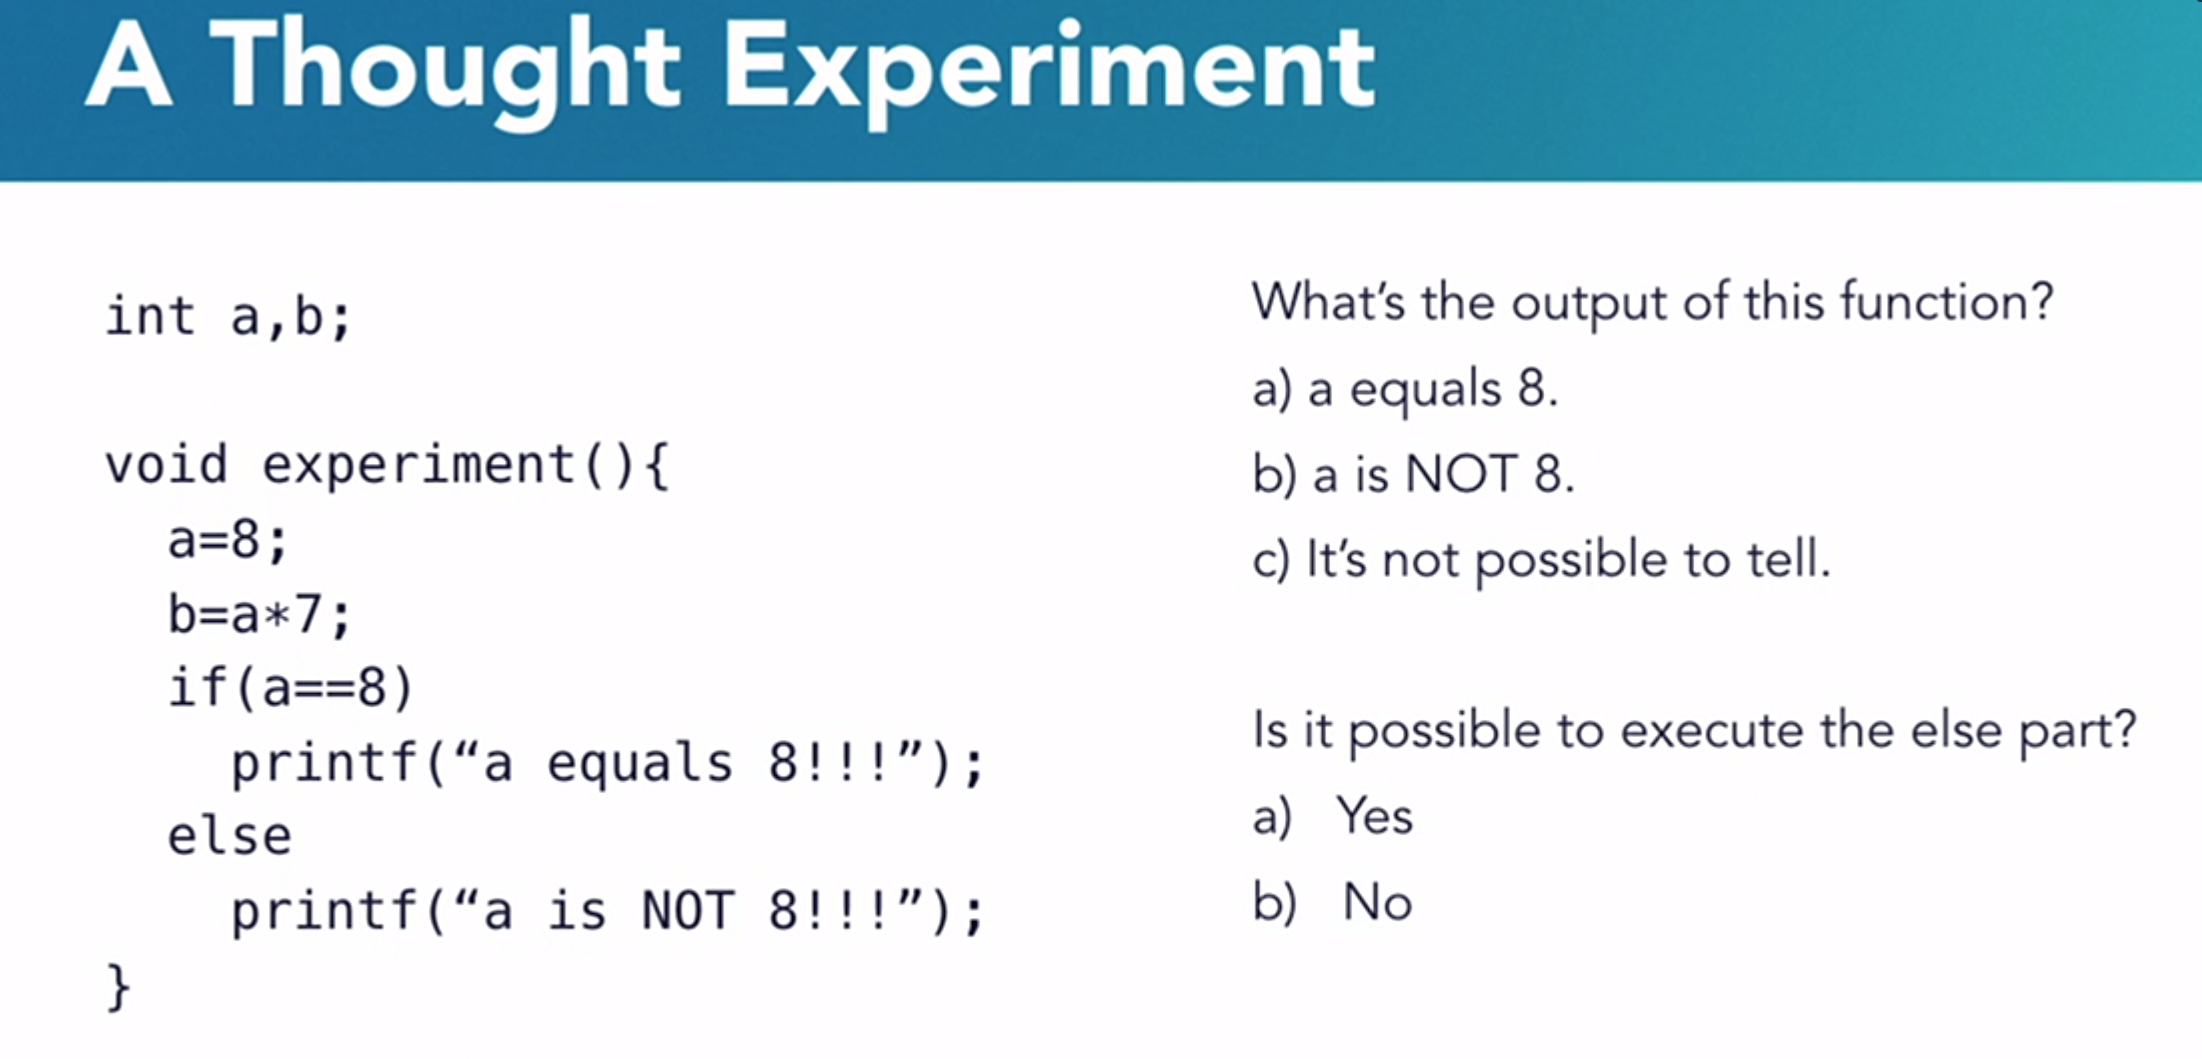 A Thought Experiment
int a,b;
void experiment(){
a=8;
b=a*7;
if(a==8)
printf(“a equals 8!!!”);
else
printf(“a is NOT 8!!!”);
}
What’s the output of this function?
a) a equals 8.
b) a is NOT 8.
c) It’s not possible to tell.
Is it possible to execute the else part?
a) Yes
b) No